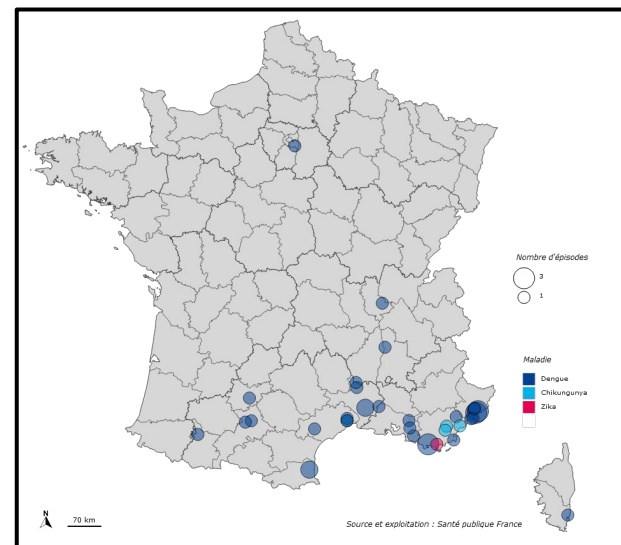 Nombre d'épisodes
3
1
Maladie
Dengue
Chikungunya
Zika
N
70 km
Source et exploitation : Santé publique France